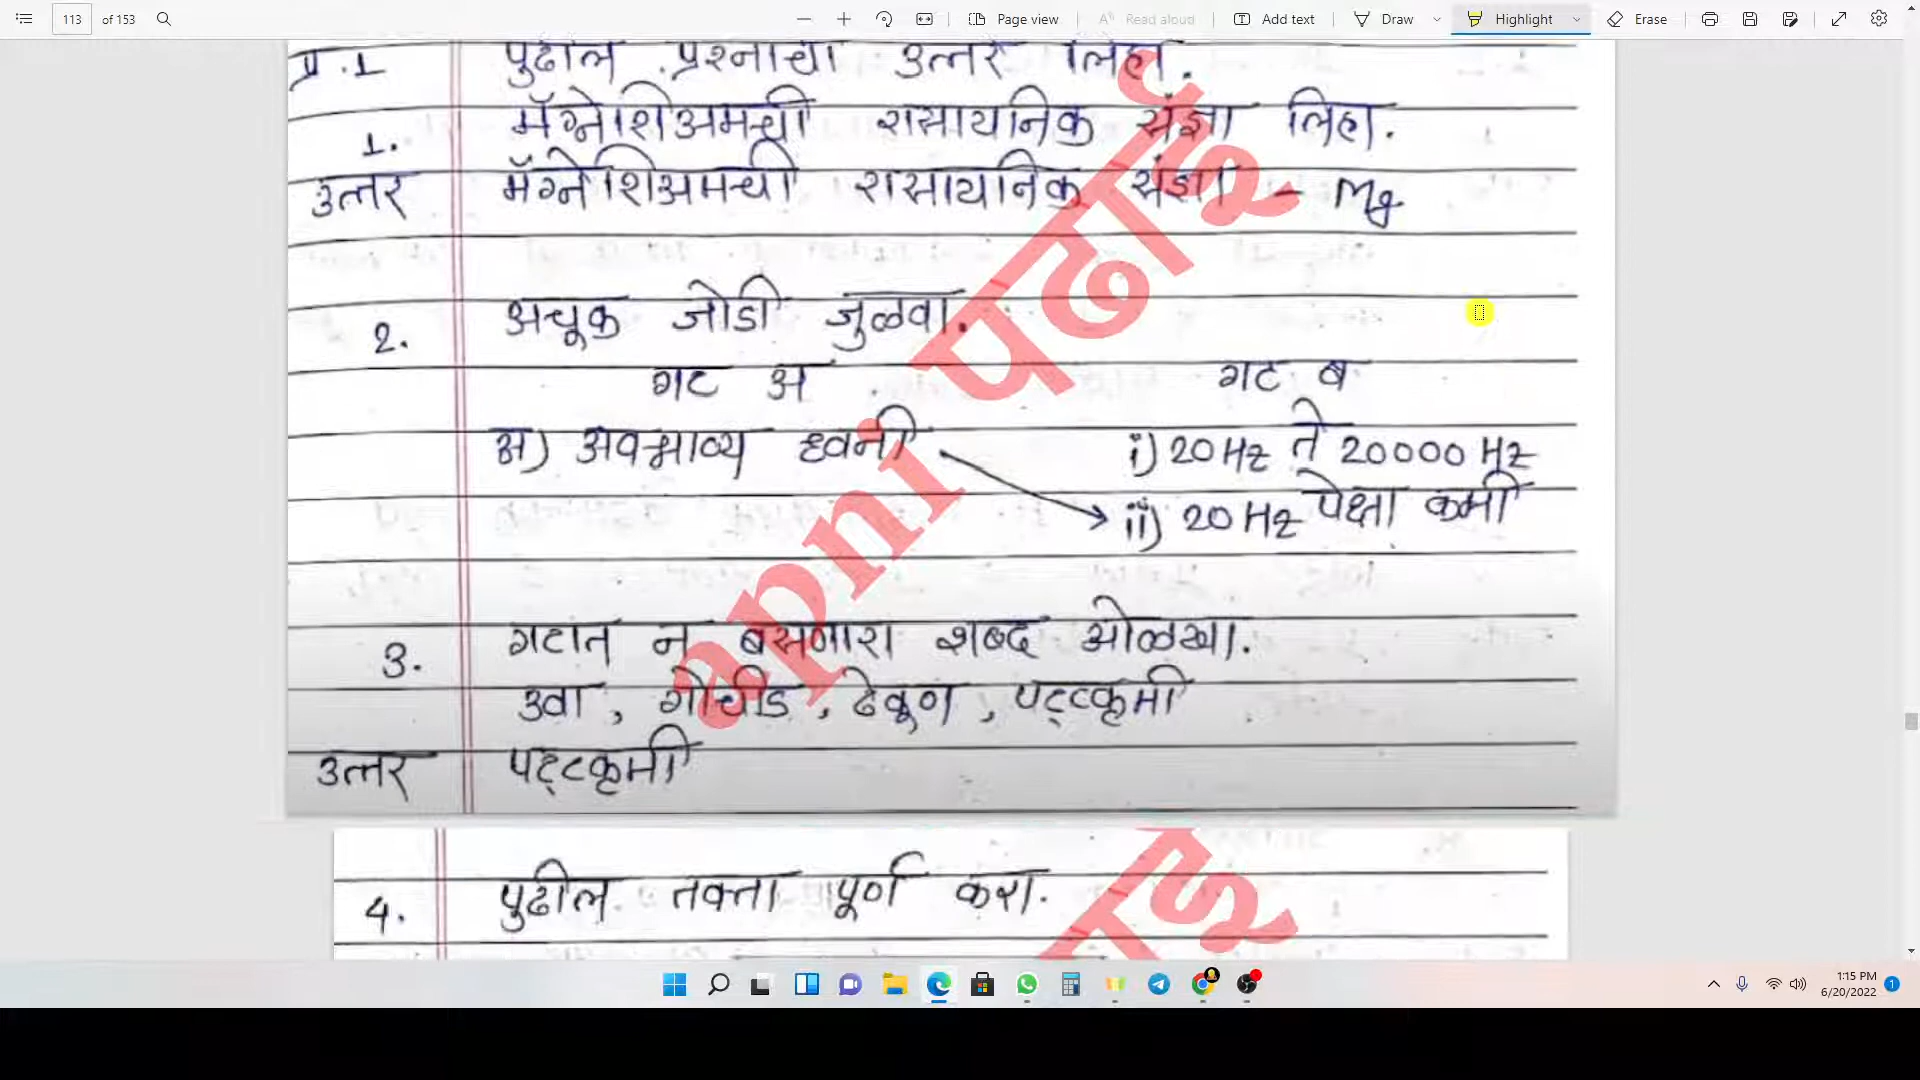 113 of 153 Page view Read aloud Add text Draw Highlight Erase
प्र.1 पुढील प्रश्नाचा उत्तरे लिहा.
1. मॅग्नेशिअमची रासायनिक संज्ञा लिहा.
उत्तर मॅग्नेशिअमची रासायनिक संज्ञा - Mg
2. अचूक जोडी जुळवा.
गट अ गट ब
अ) अवश्राव्य ध्वनी i) 20 Hz ते 20000 Hz
ii) 20 Hz पेक्षा कमी
3. गटात न बसणारा शब्द ओळखा.
उवा, गोचीड, ढेकूण, पट्टकृमी
उत्तर पट्टकृमी
apni पढाई
4. पुढील तक्ता पूर्ण करा.
1:15 PM
6/20/2022 1